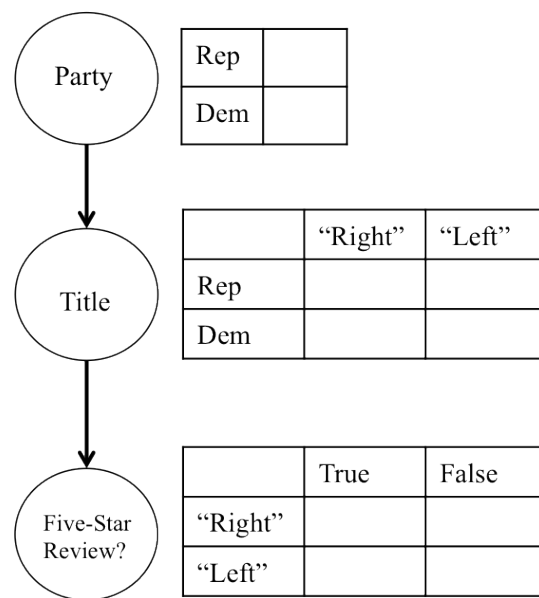 Party
Rep
Dem
Title
“Right” “Left”
Rep
Dem
Five-Star
Review?
True False
“Right”
“Left”